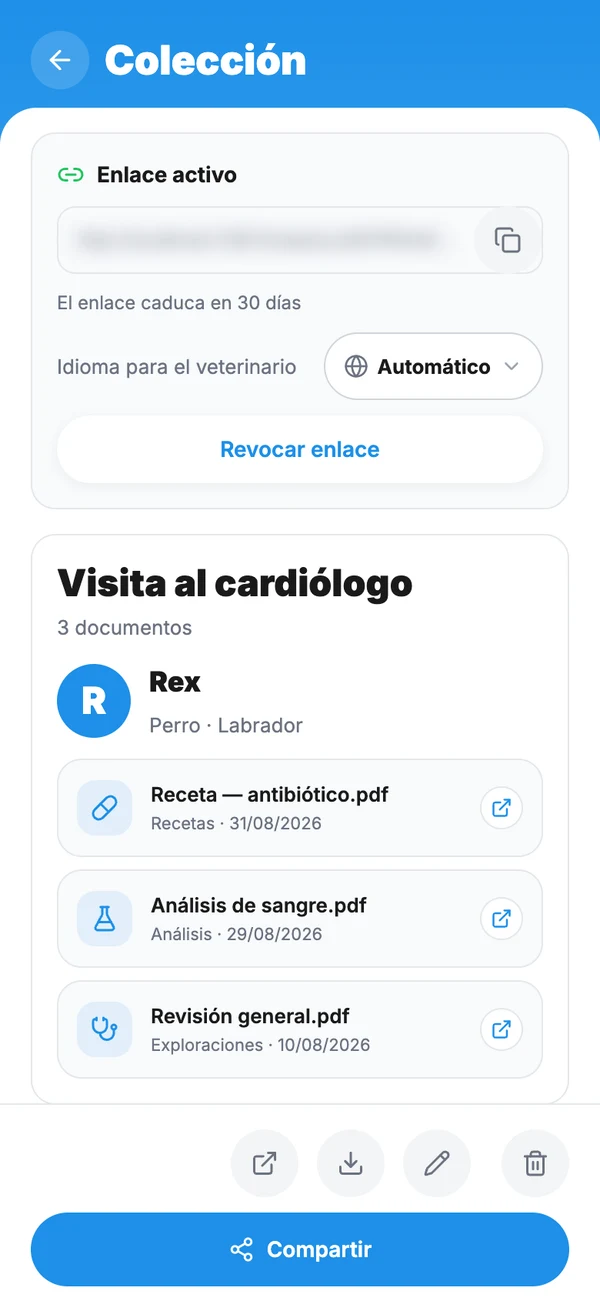 Colección
Enlace activo
El enlace caduca en 30 días
Idioma para el veterinario
Automático
Revocar enlace
Visita al cardiólogo
3 documentos
R
Rex
Perro · Labrador
Receta — antibiótico.pdf
Recetas · 31/08/2026
Análisis de sangre.pdf
Análisis · 29/08/2026
Revisión general.pdf
Exploraciones · 10/08/2026
Compartir